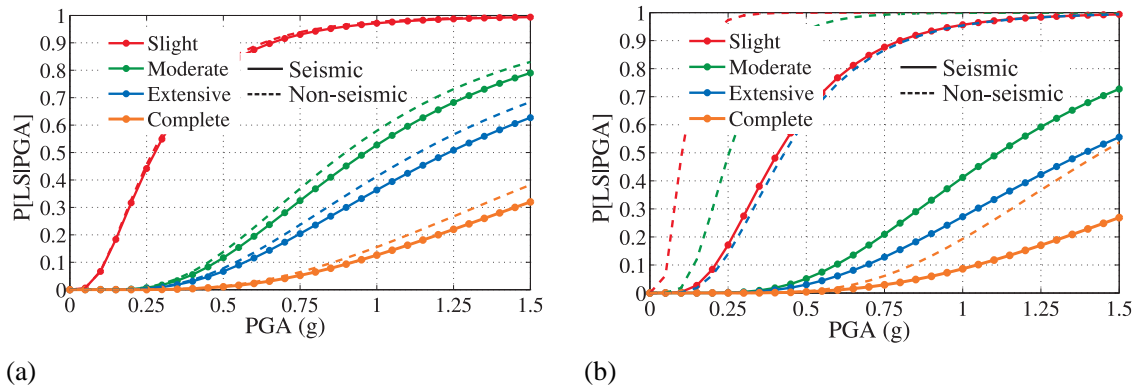 1
0.9
0.8
0.7
0.6
0.5
0.4
0.3
0.2
0.1
0
P[LS|PGA]
Slight
Moderate
Extensive
Complete
Seismic
Non-seismic
0 0.25 0.5 0.75 1 1.25 1.5
PGA (g)
(a)
1
0.9
0.8
0.7
0.6
0.5
0.4
0.3
0.2
0.1
0
P[LS|PGA]
Slight
Moderate
Extensive
Complete
Seismic
Non-seismic
0 0.25 0.5 0.75 1 1.25 1.5
PGA (g)
(b)